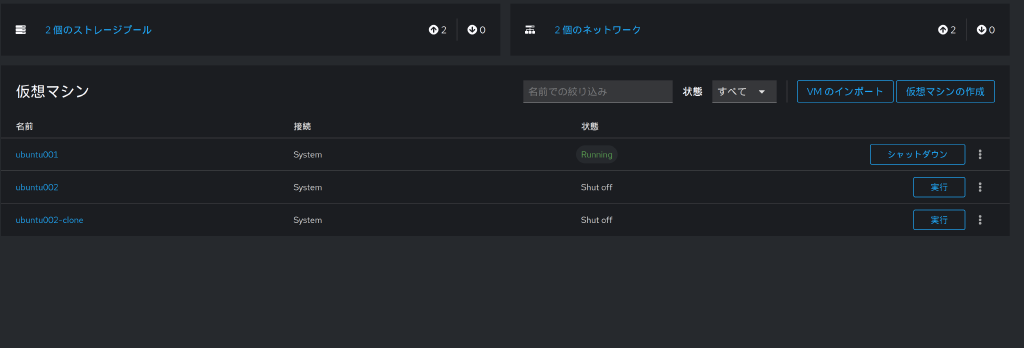 2 個のストレージプール 2 0
2 個のネットワーク 2 0
仮想マシン 名前での絞り込み 状態 すべて VM のインポート 仮想マシンの作成
名前 接続 状態
ubuntu001 System Running シャットダウン
ubuntu002 System Shut off 実行
ubuntu002-clone System Shut off 実行